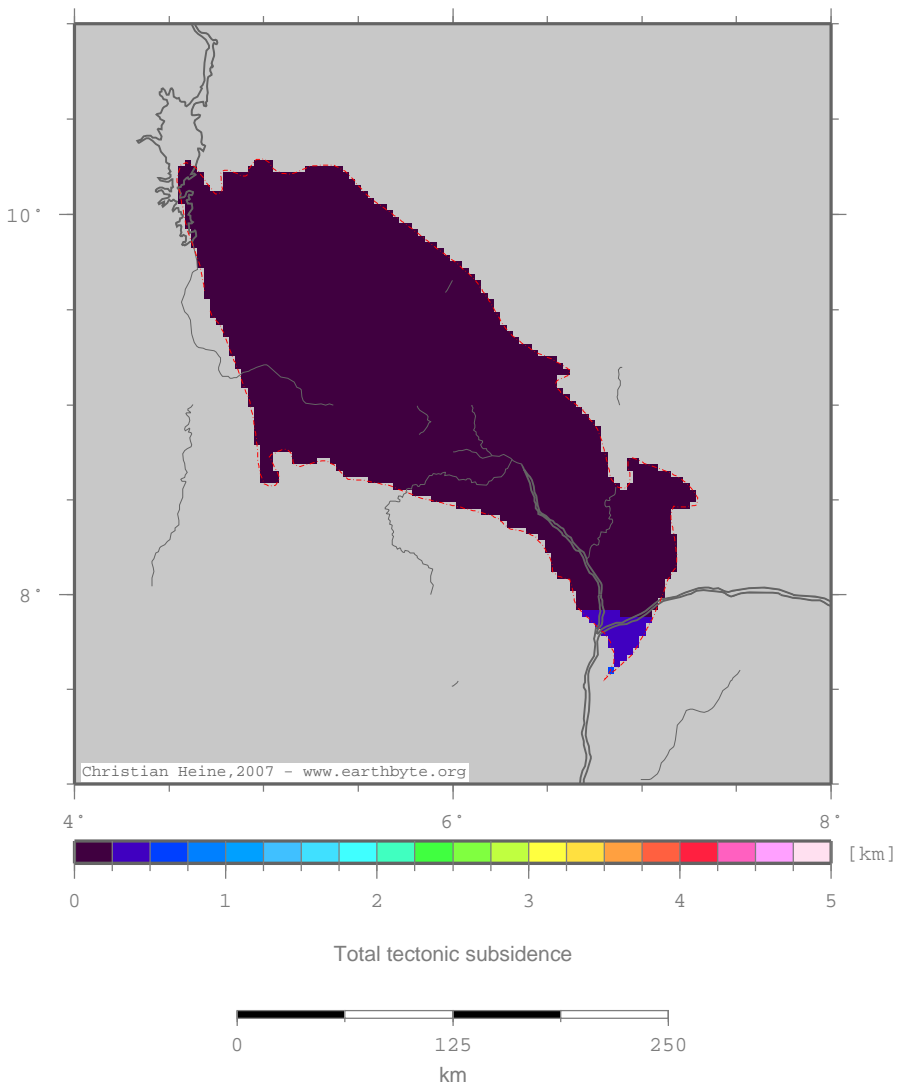 10°
8°
Christian Heine,2007 - www.earthbyte.org
4° 6° 8°
[km]
0 1 2 3 4 5
Total tectonic subsidence
0 125 250
km